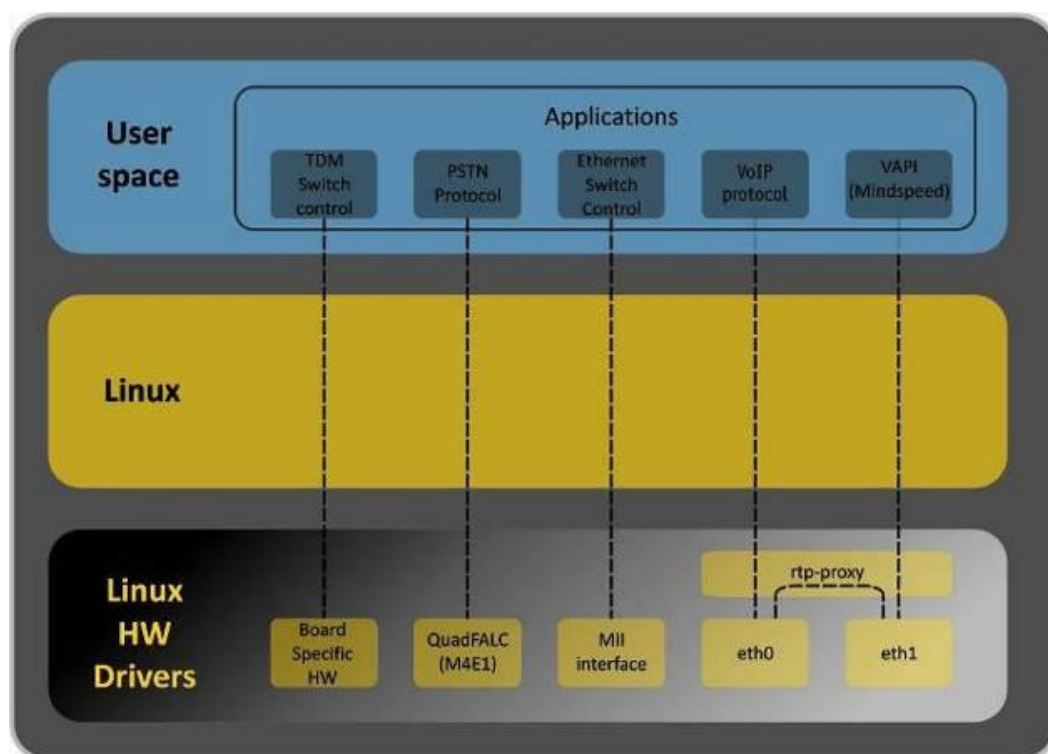 User
space
Applications
TDM
Switch
control
PSTN
Protocol
Ethernet
Switch
Control
VoIP
protocol
VAPI
(Mindspeed)
Linux
Linux
HW
Drivers
rtp-proxy
Board
Specific
HW
QuadFALC
(M4E1)
MII
interface
eth0
eth1